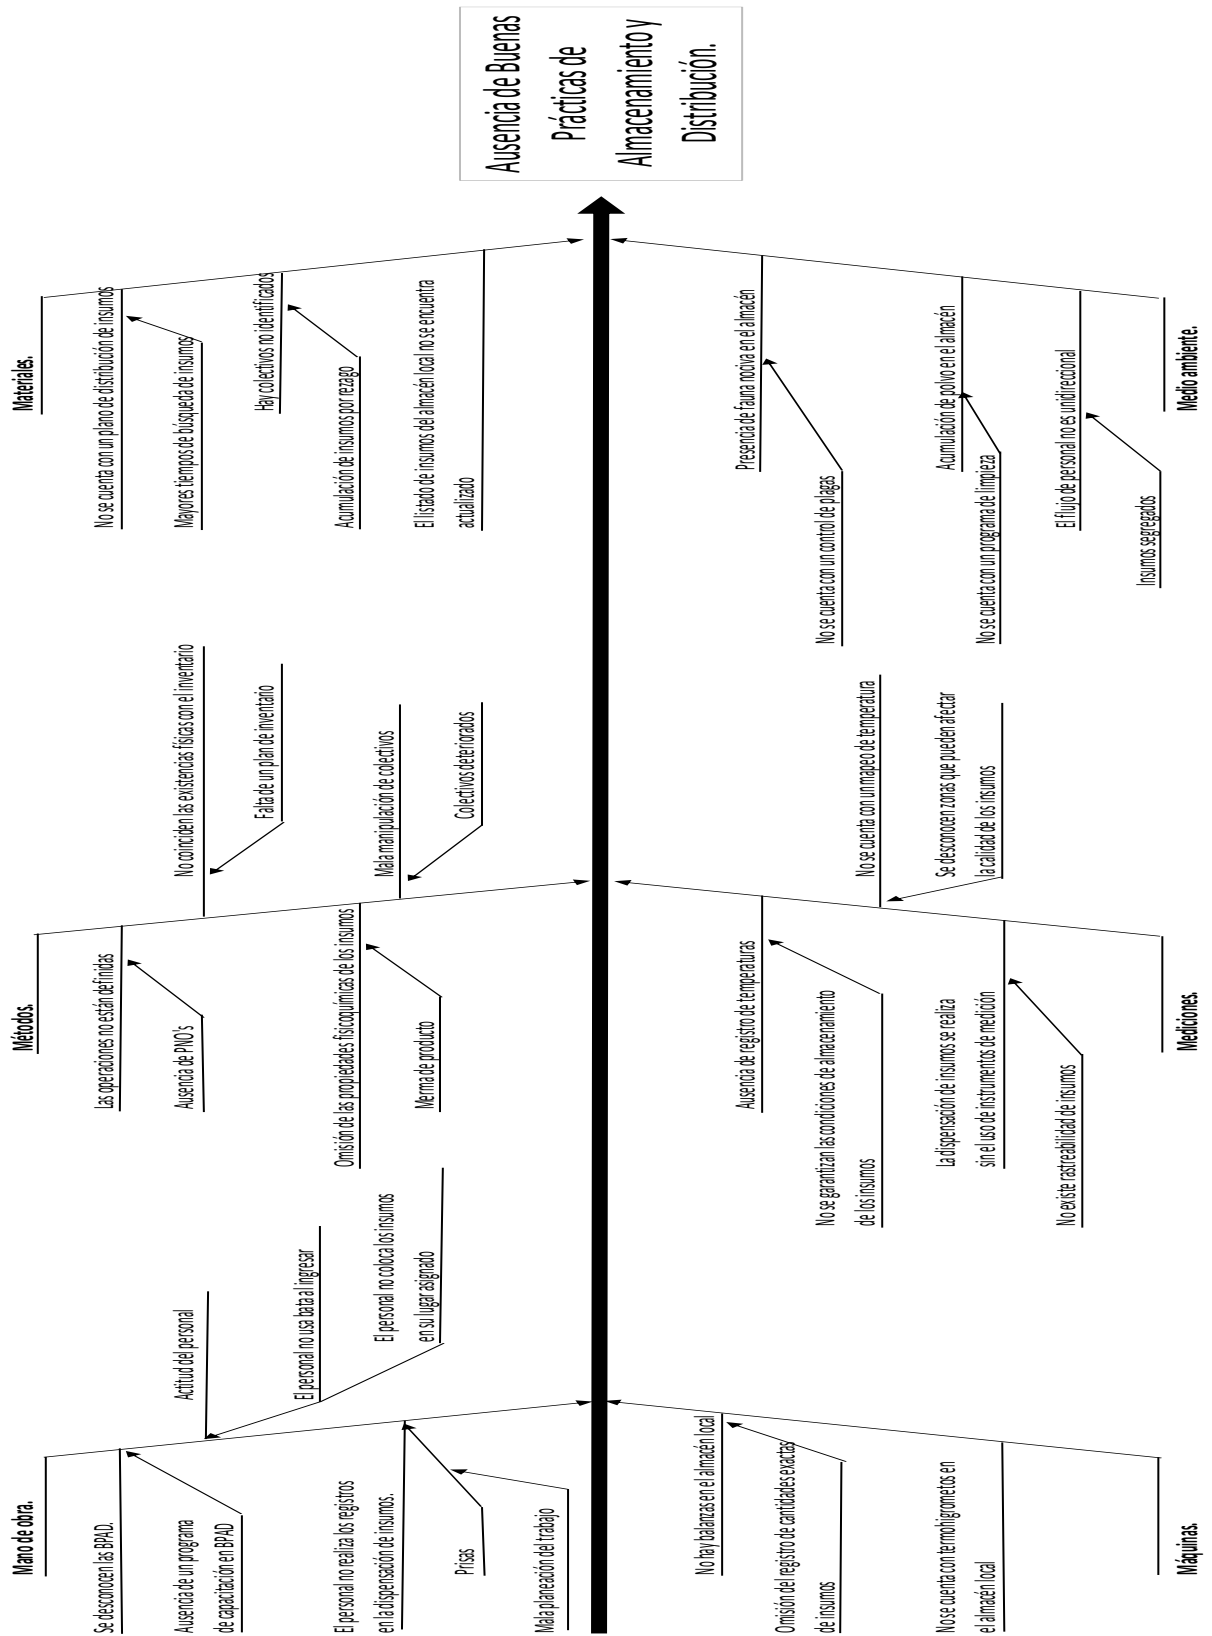 Mano de obra.
Se desconocen las BPAD.
Ausencia de un programa
de capacitación en BPAD
Actitud del personal
El personal no usa bata al ingresar
El personal no coloca los insumos
en su lugar asignado
El personal no realiza los registros
en la dispensación de insumos.
Prisas
Mala planeación del trabajo
Métodos.
Las operaciones no están definidas
Ausencia de PNO's
No coinciden las existencias físicas con el inventario
Falta de un plan de inventario
Omisión de las propiedades fisicoquímicas de los insumos
Merma de producto
Mala manipulación de colectivos
Colectivos deteriorados
Materiales.
No se cuenta con un plano de distribución de insumos
Mayores tiempos de búsqueda de insumos
Hay colectivos no identificados
Acumulación de insumos por rezago
El listado de insumos del almacén local no se encuentra
actualizado
Ausencia de Buenas
Prácticas de
Almacenamiento y
Distribución.
No hay balanzas en el almacén local
Omisión del registro de cantidades exactas
de insumos
No se cuenta con termohigrometos en
el almacén local
Máquinas.
Ausencia de registro de temperaturas
No se garantizan las condiciones de almacenamiento
de los insumos
No se cuenta con un mapeo de temperatura
Se desconocen zonas que pueden afectar
la calidad de los insumos
La dispensación de insumos se realiza
sin el uso de instrumentos de medición
No existe rastreabilidad de insumos
Mediciones.
Presencia de fauna nociva en el almacén
No se cuenta con un control de plagas
Acumulación de polvo en el almacén
No se cuenta con un programa de limpieza
El flujo de personal no es unidireccional
Insumos segregados
Medio ambiente.